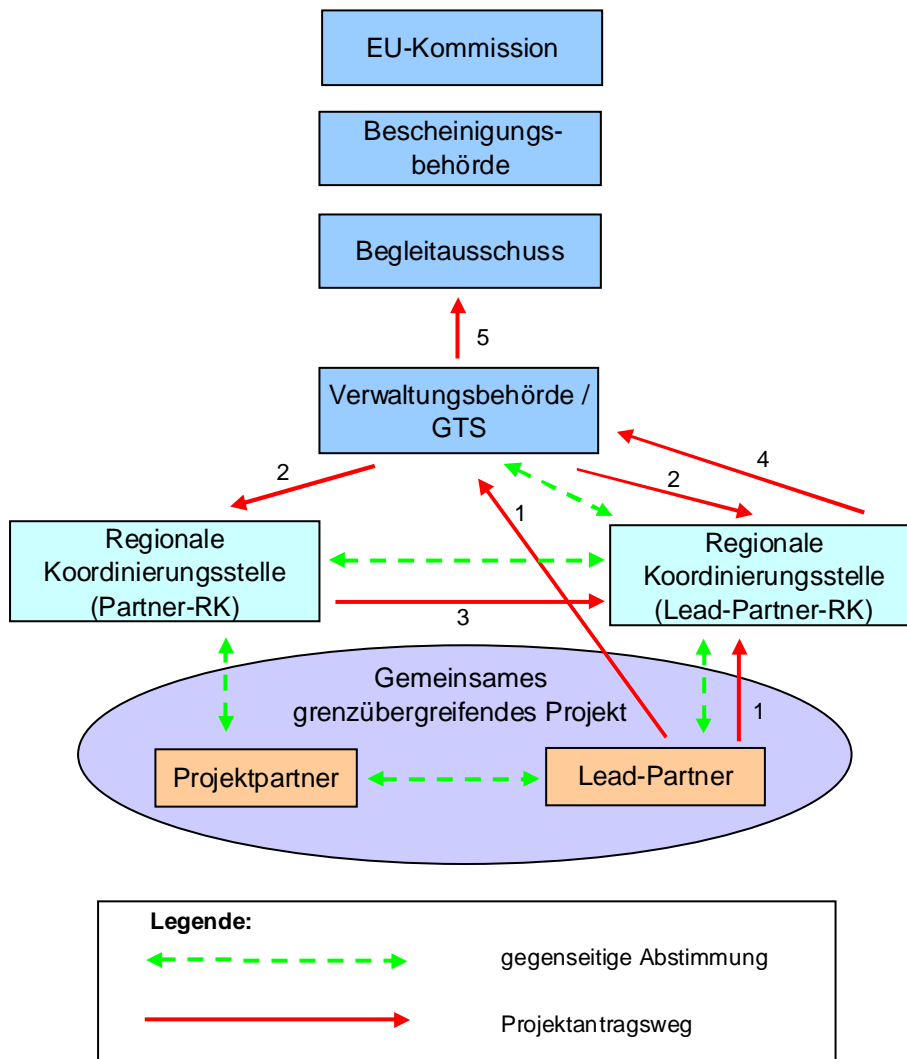 EU-Kommission
Bescheinigungs-
behörde
Begleitausschuss
5
Verwaltungsbehörde /
GTS
2
2
4
1
Regionale
Koordinierungsstelle
(Partner-RK)
Regionale
Koordinierungsstelle
(Lead-Partner-RK)
3
Gemeinsames
grenzübergreifendes Projekt
1
Projektpartner
Lead-Partner
Legende:
gegenseitige Abstimmung
Projektantragsweg